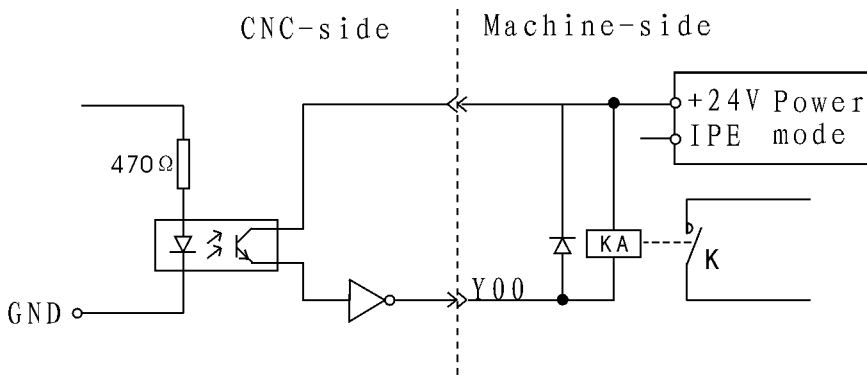 CNC-side
Machine-side
+24V Power
IPE mode
470Ω
KA
K
Y00
GND